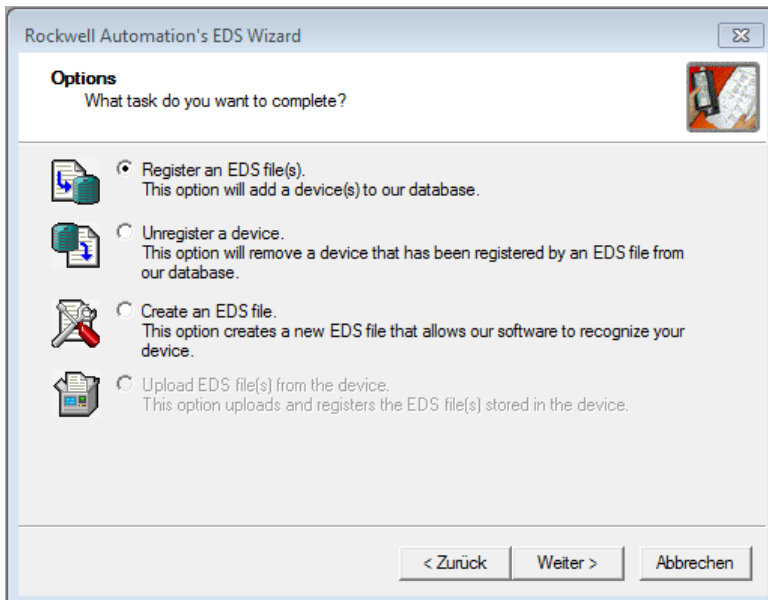 Rockwell Automation's EDS Wizard
Options
What task do you want to complete?
Register an EDS file(s).
This option will add a device(s) to our database.
Unregister a device.
This option will remove a device that has been registered by an EDS file from
our database.
Create an EDS file.
This option creates a new EDS file that allows our software to recognize your
device.
Upload EDS file(s) from the device.
This option uploads and registers the EDS file(s) stored in the device.
< Zurück Weiter > Abbrechen